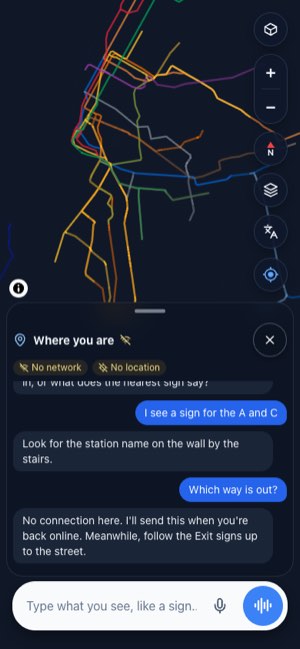 N
Where you are
No network
No location
in, or what does the nearest sign say?
I see a sign for the A and C
Look for the station name on the wall by the
stairs.
Which way is out?
No connection here. I'll send this when you're
back online. Meanwhile, follow the Exit signs up
to the street.
Type what you see, like a sign..